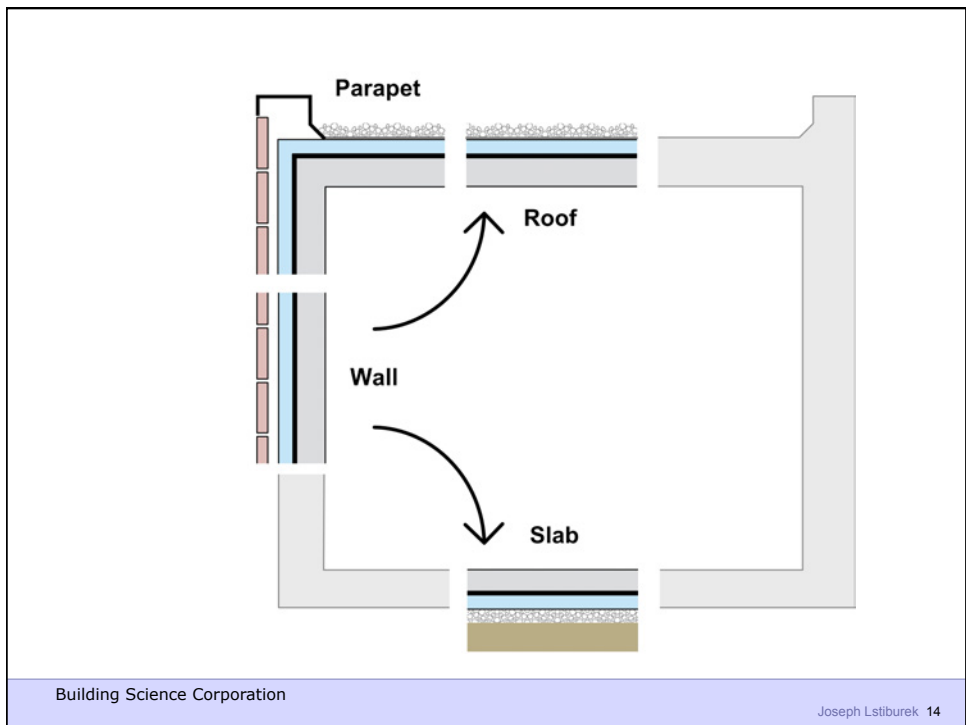 Parapet
Roof
Wall
Slab
Building Science Corporation
Joseph Lstiburek 14